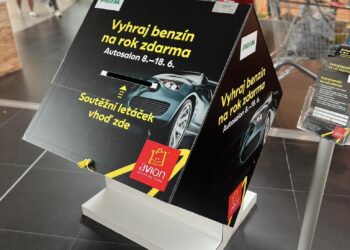 Vyhraj benzín
na rok zdarma
Autosalon 8.–18. 6.
Soutěžní letáček
vhoď zde
avion
Vyhraj benzín
na rok zdarma
Autosalon 8.–18. 6.